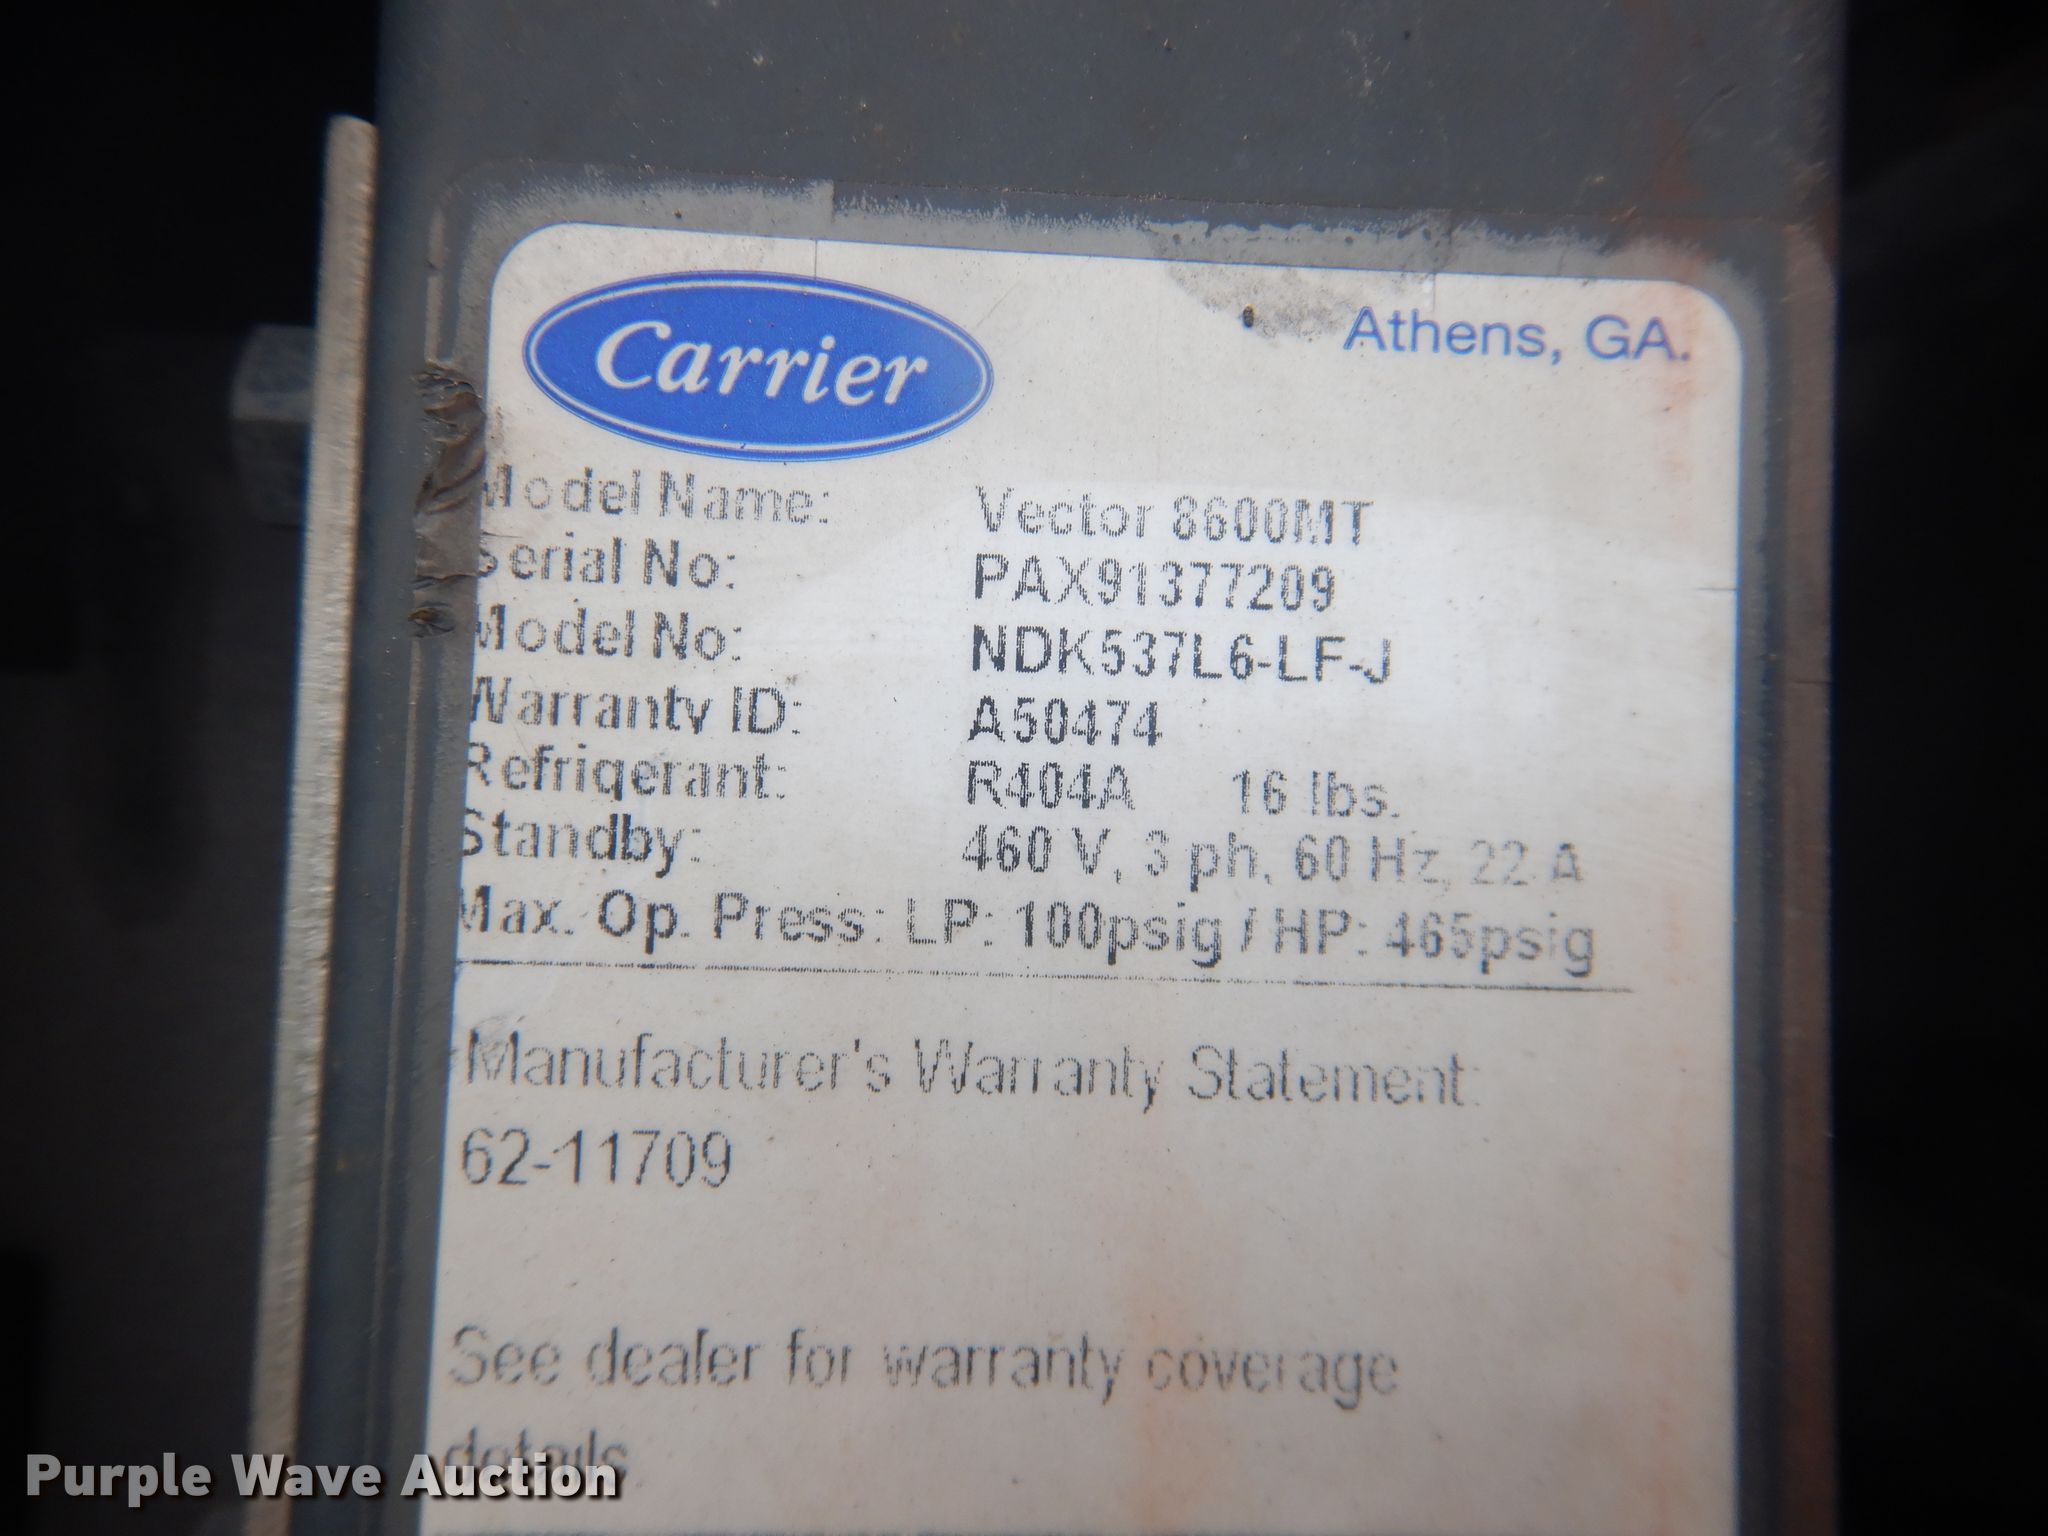 Carrier
Athens, GA.
Model Name: Vector 8600MT
Serial No: PAX91377209
Model No: NDK537L6-LF-J
Warranty ID: A50474
Refrigerant: R404A 16 lbs.
Standby: 460 V, 3 ph, 60 Hz, 22 A
Max. Op. Press: LP: 100psig / HP: 465psig
Manufacturer's Warranty Statement:
62-11709
See dealer for warranty coverage
details.
Purple Wave Auction